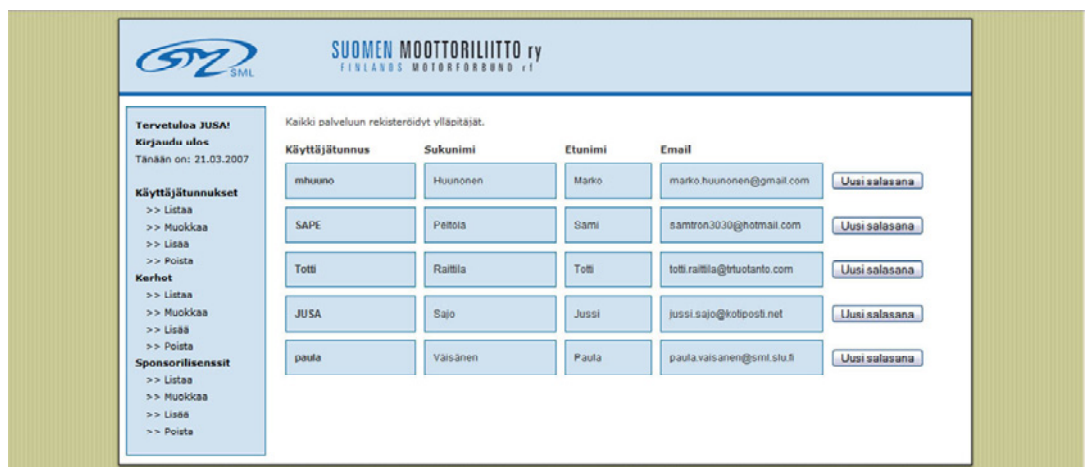 SML
SUOMEN MOOTTORILIITTO ry
FINLANDS MOTORFÖRBUND rf
Tervetuloa JUSA!
Kirjaudu ulos
Tänään on: 21.03.2007
Käyttäjätunnukset
>> Listaa
>> Muokkaa
>> Lisää
>> Poista
Kerhot
>> Listaa
>> Muokkaa
>> Lisää
>> Poista
Sponsorilisenssit
>> Listaa
>> Muokkaa
>> Lisää
>> Poista
Kaikki palveluun rekisteröidyt ylläpitäjät.
Käyttäjätunnus Sukunimi Etunimi Email
mhuuno Huunonen Marko marko.huunonen@gmail.com Uusi salasana
SAPE Peltola Sami samtron3030@hotmail.com Uusi salasana
Totti Raittila Totti totti.raittila@trtuotanto.com Uusi salasana
JUSA Sajo Jussi jussi.sajo@kotiposti.net Uusi salasana
paula Väisänen Paula paula.vaisanen@sml.slu.fi Uusi salasana